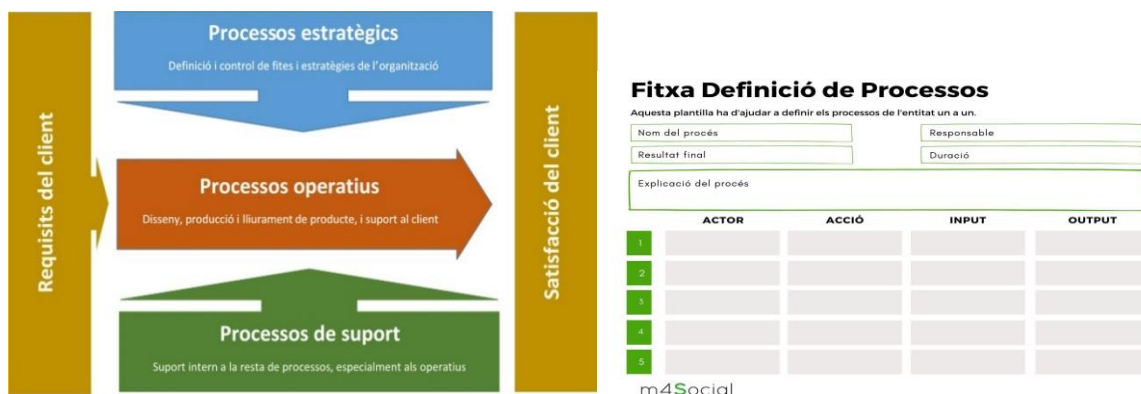 Requisits del client
Processos estratègics
Definició i control de fites i estratègies de l'organització
Processos operatius
Disseny, producció i lliurament de producte, i suport al client
Processos de suport
Suport intern a la resta de processos, especialment als operatius
Satisfacció del client
Fitxa Definició de Processos
Aquesta plantilla ha d'ajudar a definir els processos de l'entitat un a un.
Nom del procés
Responsable
Resultat final
Duració
Explicació del procés
ACTOR ACCIÓ INPUT OUTPUT
1
2
3
4
5
m4Social